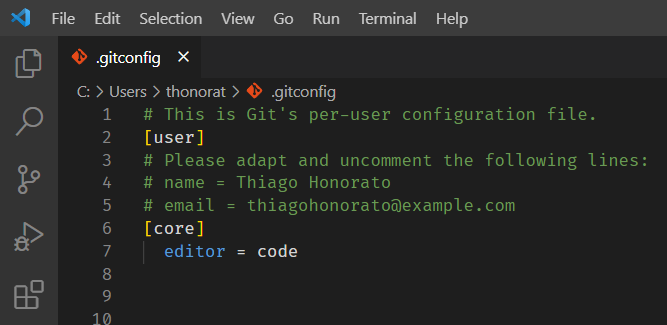 File Edit Selection View Go Run Terminal Help
.gitconfig
C: > Users > thonorat > .gitconfig
1 # This is Git's per-user configuration file.
2 [user]
3 # Please adapt and uncomment the following lines:
4 # name = Thiago Honorato
5 # email = thiagohonorato@example.com
6 [core]
7 editor = code
8
9
10